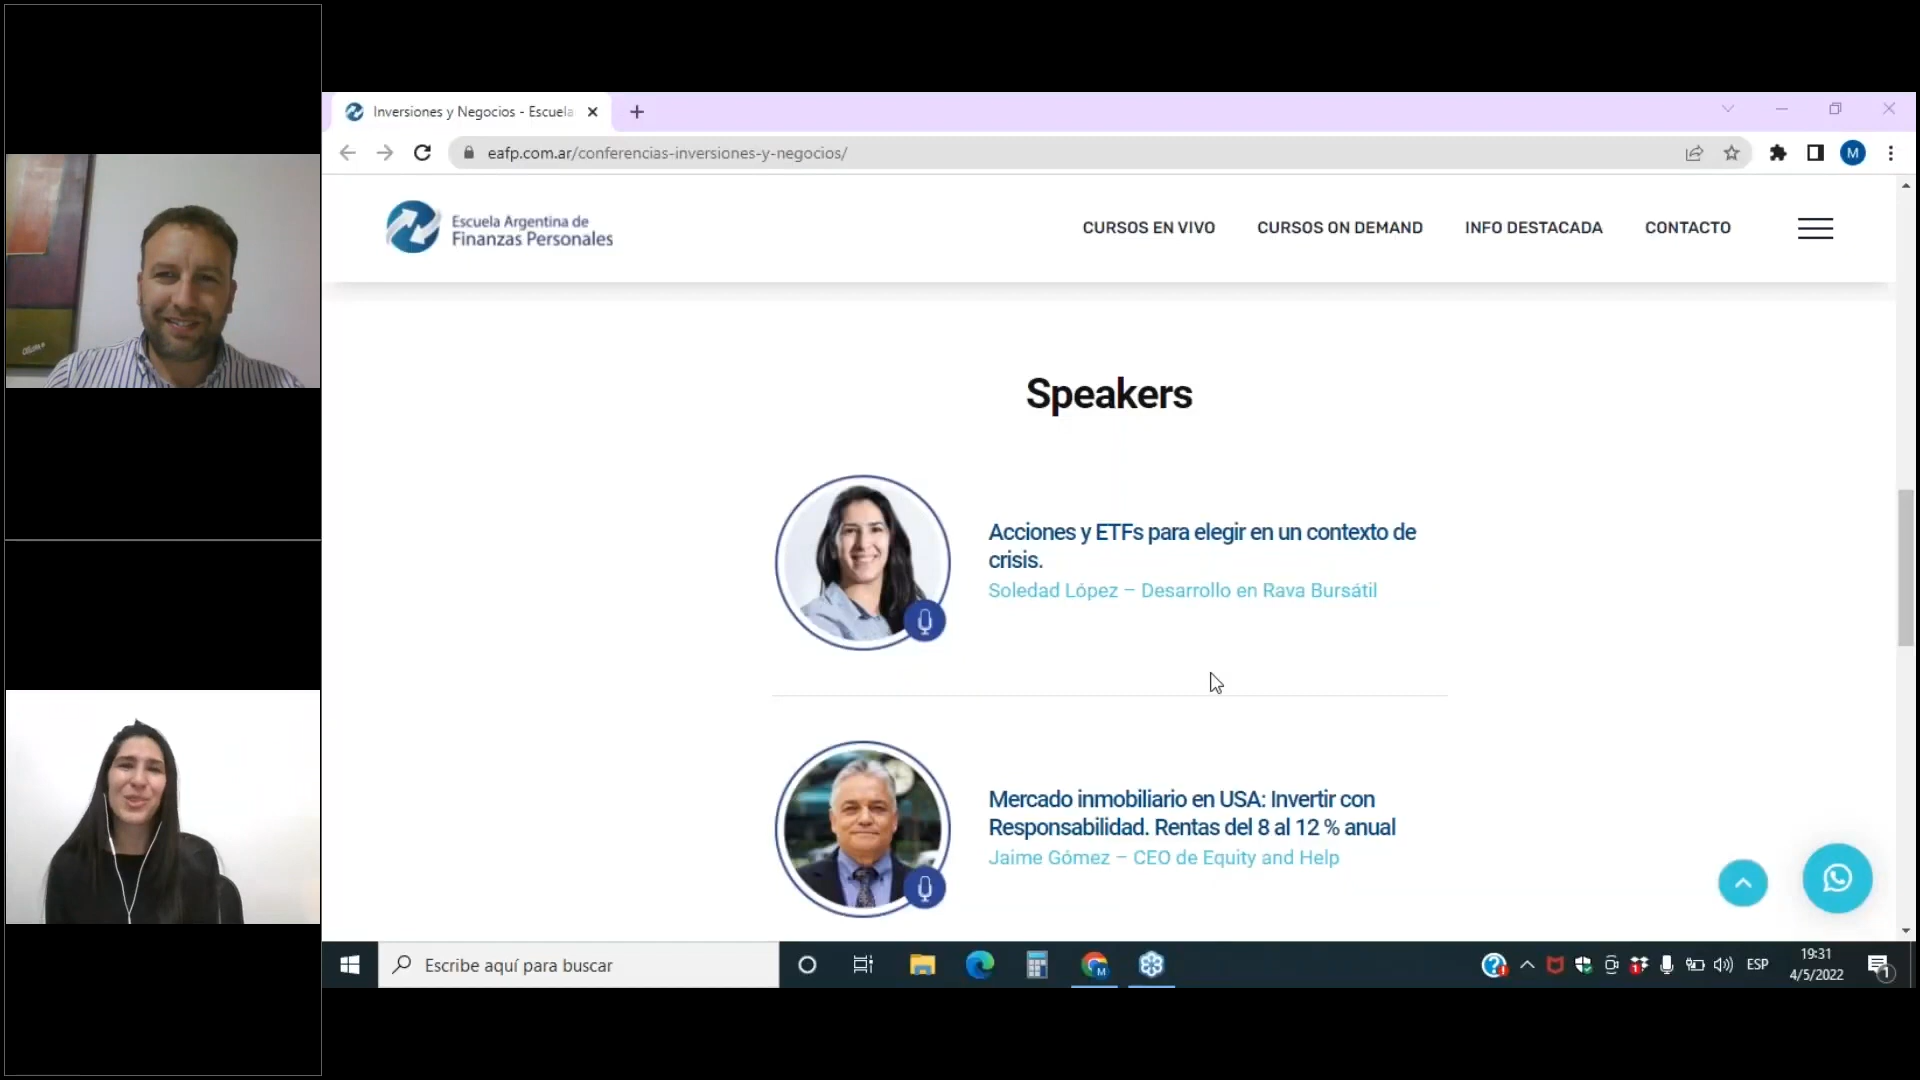 Inversiones y Negocios - Escuela
eafp.com.ar/conferencias-inversiones-y-negocios/
M
Escuela Argentina de
Finanzas Personales
CURSOS EN VIVO
CURSOS ON DEMAND
INFO DESTACADA
CONTACTO
Speakers
Acciones y ETFs para elegir en un contexto de
crisis.
Soledad López – Desarrollo en Rava Bursátil
Mercado inmobiliario en USA: Invertir con
Responsabilidad. Rentas del 8 al 12 % anual
Jaime Gómez – CEO de Equity and Help
Escribe aquí para buscar
M
1
ESP
19:31
4/5/2022
1